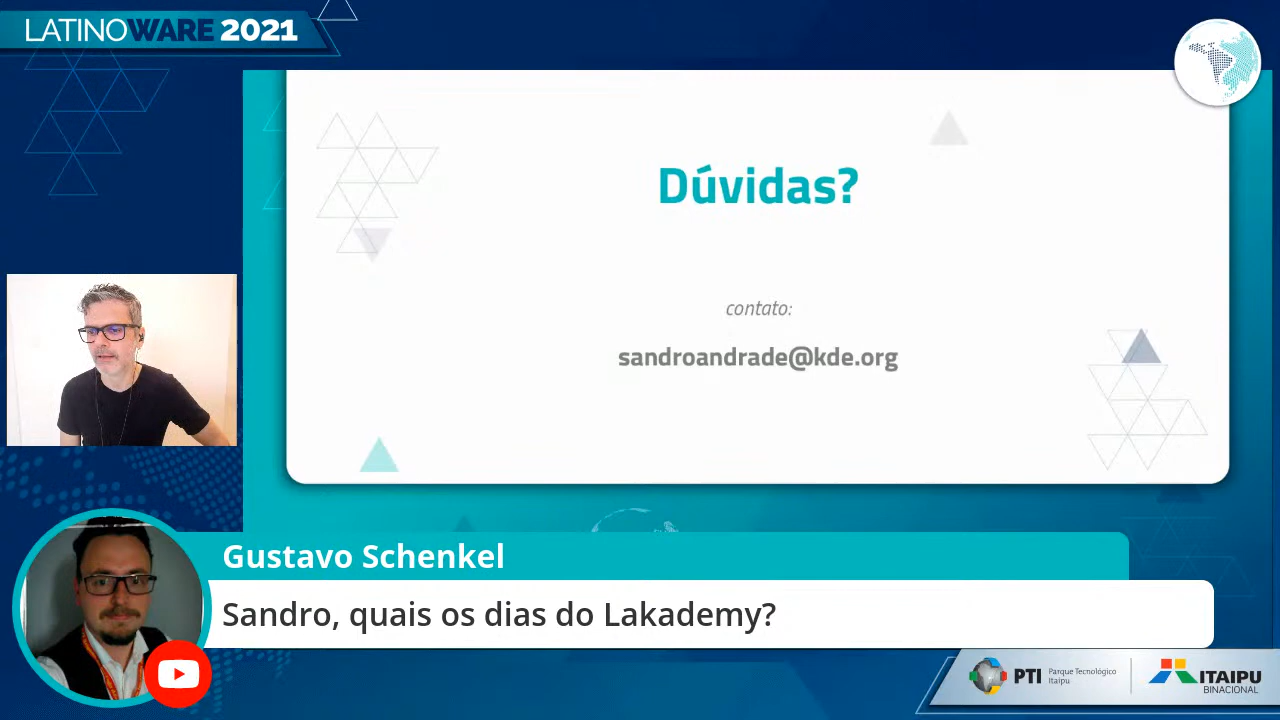 LATINOWARE 2021
Dúvidas?
contato:
sandroandrade@kde.org
Gustavo Schenkel
Sandro, quais os dias do Lakademy?
PTI
Parque Tecnológico
Itaipu
ITAIPU
BINACIONAL